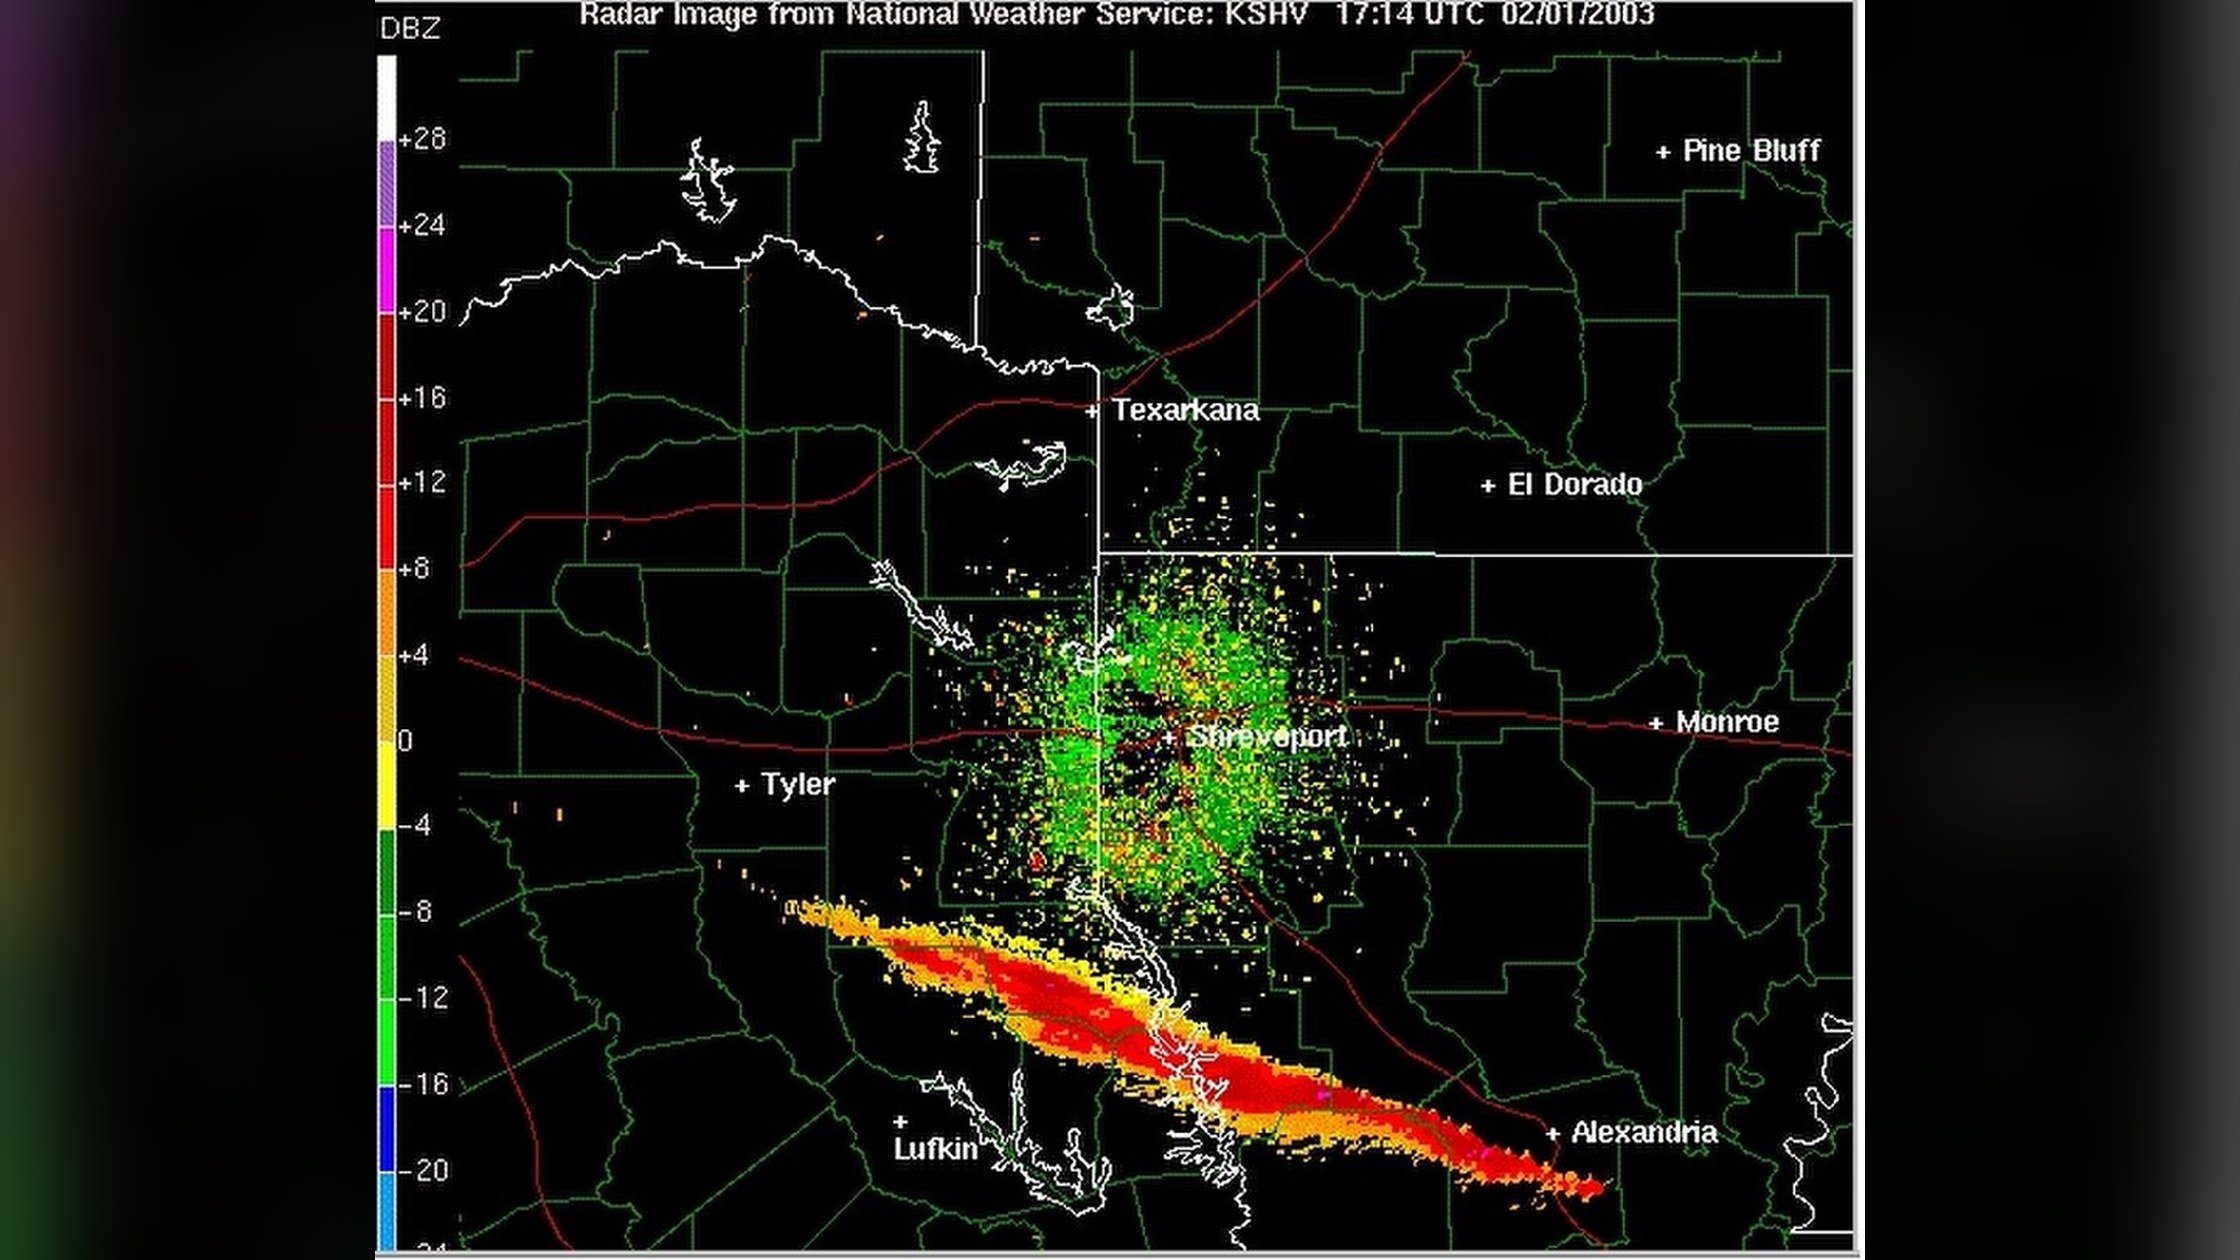 Radar Image from National Weather Service: KSHV 17:14 UTC 02/01/2003
DBZ
+28
+24
+20
+16
+12
+8
+4
0
-4
-8
-12
-16
-20
+ Pine Bluff
+ Texarkana
+ El Dorado
+ Shreveport
+ Monroe
+ Tyler
+ Alexandria
+
Lufkin